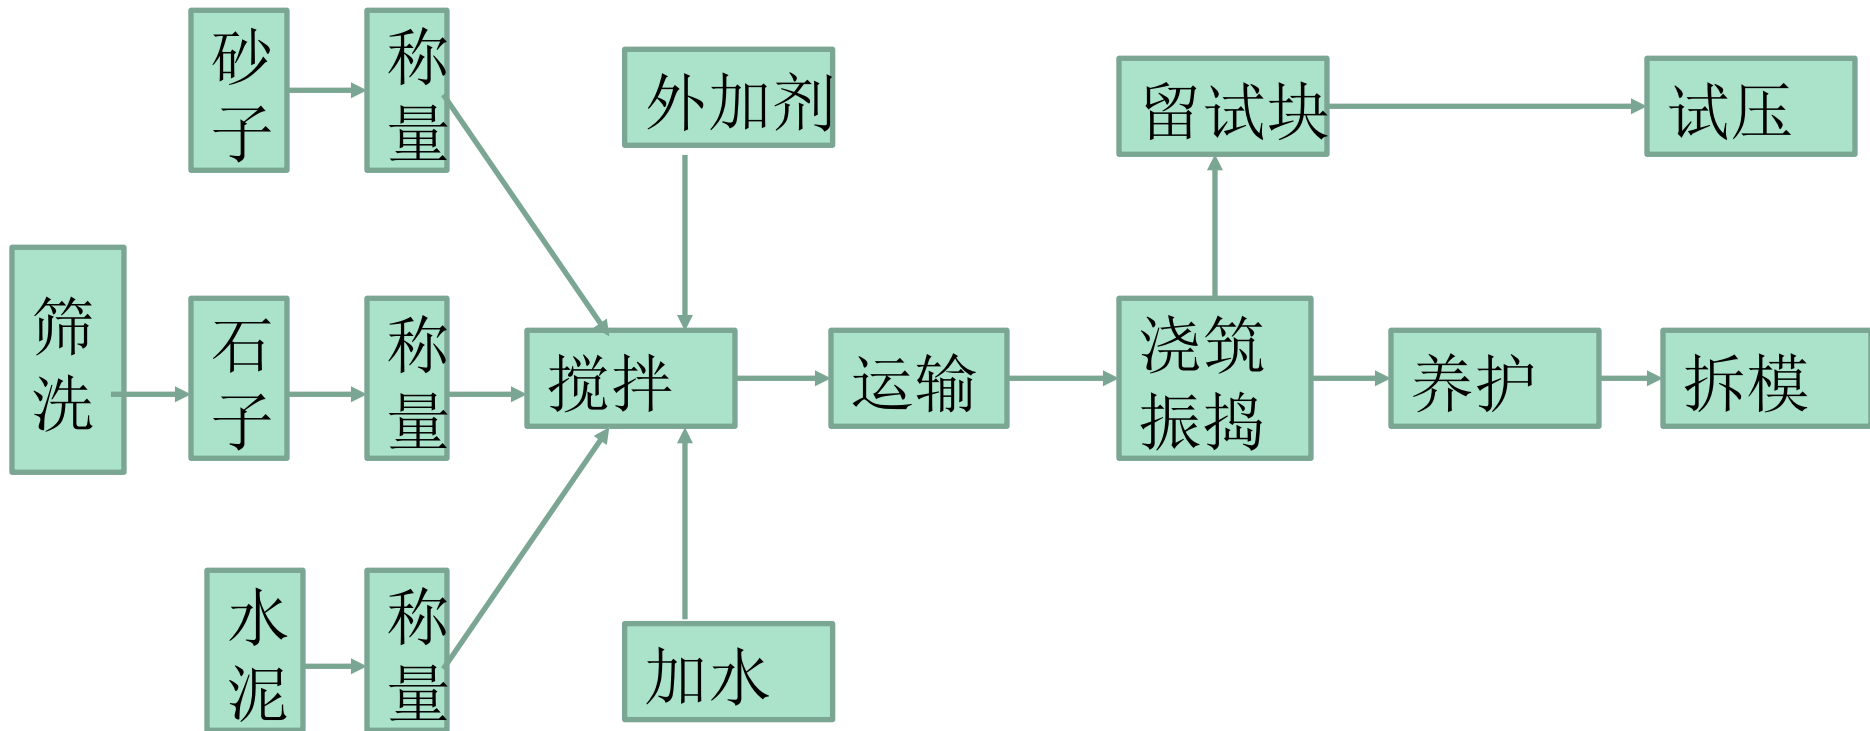 砂
子
称
量
外加剂
留试块
试压
筛
洗
石
子
称
量
搅拌
运输
浇筑
振捣
养护
拆模
水
泥
称
量
加水